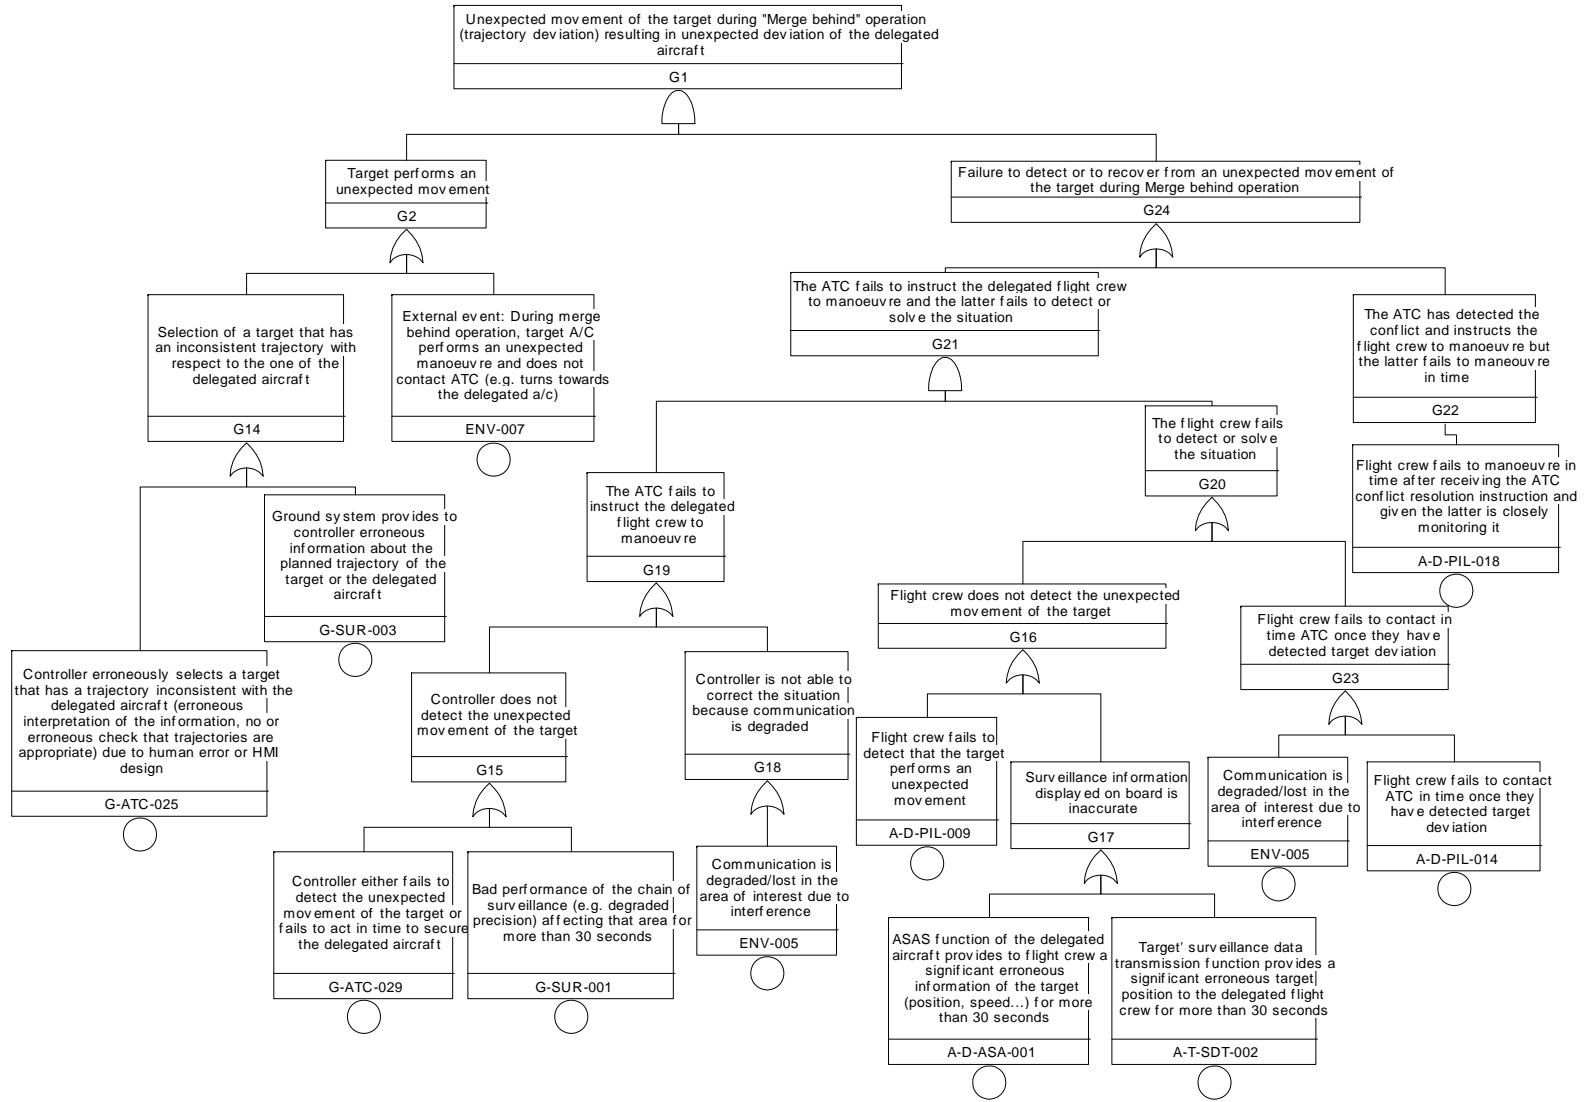 Unexpected movement of the target during "Merge behind" operation
(trajectory deviation) resulting in unexpected deviation of the delegated
aircraft
G1
Target performs an
unexpected movement
G2
Failure to detect or to recover from an unexpected movement of
the target during Merge behind operation
G24
Selection of a target that has
an inconsistent trajectory with
respect to the one of the
delegated aircraft
G14
External event: During merge
behind operation, target A/C
performs an unexpected
manoeuvre and does not
contact ATC (e.g. turns towards
the delegated a/c)
ENV-007
The ATC fails to instruct the delegated flight crew
to manoeuvre and the latter fails to detect or
solve the situation
G21
The ATC has detected the
conflict and instructs the
flight crew to manoeuvre but
the latter fails to maneouvre
in time
G22
The flight crew fails
to detect or solve
the situation
G20
Flight crew fails to manoeuvre in
time after receiving the ATC
conflict resolution instruction and
given the latter is closely
monitoring it
A-D-PIL-018
The ATC fails to
instruct the delegated
flight crew to
manoeuvre
G19
Ground system provides to
controller erroneous
information about the
planned trajectory of the
target or the delegated
aircraft
G-SUR-003
Flight crew does not detect the unexpected
movement of the target
G16
Flight crew fails to contact in
time ATC once they have
detected target deviation
G23
Controller erroneously selects a target
that has a trajectory inconsistent with the
delegated aircraft (erroneous
interpretation of the information, no or
erroneous check that trajectories are
appropriate) due to human error or HMI
design
G-ATC-025
Controller does not
detect the unexpected
movement of the target
G15
Controller is not able to
correct the situation
because communication
is degraded
G18
Flight crew fails to
detect that the target
performs an
unexpected
movement
A-D-PIL-009
Surveillance information
displayed on board is
inaccurate
G17
Communication is
degraded/lost in the
area of interest due to
interference
ENV-005
Flight crew fails to contact
ATC in time once they
have detected target
deviation
A-D-PIL-014
Controller either fails to
detect the unexpected
movement of the target or
fails to act in time to secure
the delegated aircraft
G-ATC-029
Bad performance of the chain of
surveillance (e.g. degraded
precision) affecting that area for
more than 30 seconds
G-SUR-001
Communication is
degraded/lost in the
area of interest due to
interference
ENV-005
ASAS function of the delegated
aircraft provides to flight crew a
significant erroneous
information of the target
(position, speed...) for more
than 30 seconds
A-D-ASA-001
Target' surveillance data
transmission function provides a
significant erroneous target
position to the delegated flight
crew for more than 30 seconds
A-T-SDT-002